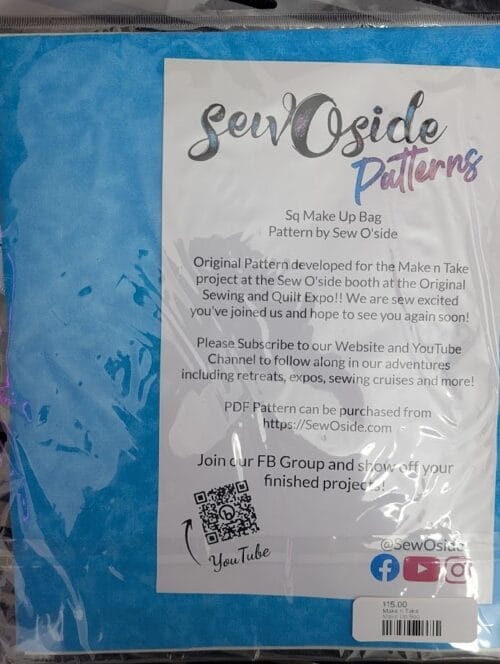 SewOside
Patterns
Sq Make Up Bag
Pattern by Sew O'side
Original Pattern developed for the Make n Take
project at the Sew O'side booth at the Original
Sewing and Quilt Expo!! We are sew excited
you've joined us and hope to see you again soon!
Please Subscribe to our Website and YouTube
Channel to follow along in our adventures
including retreats, expos, sewing cruises and more!
PDF Pattern can be purchased from
https://SewOside.com
Join our FB Group and show off your
finished projects!
YouTube
@SewOside
$15.00
Make n Take
Make Up Bag